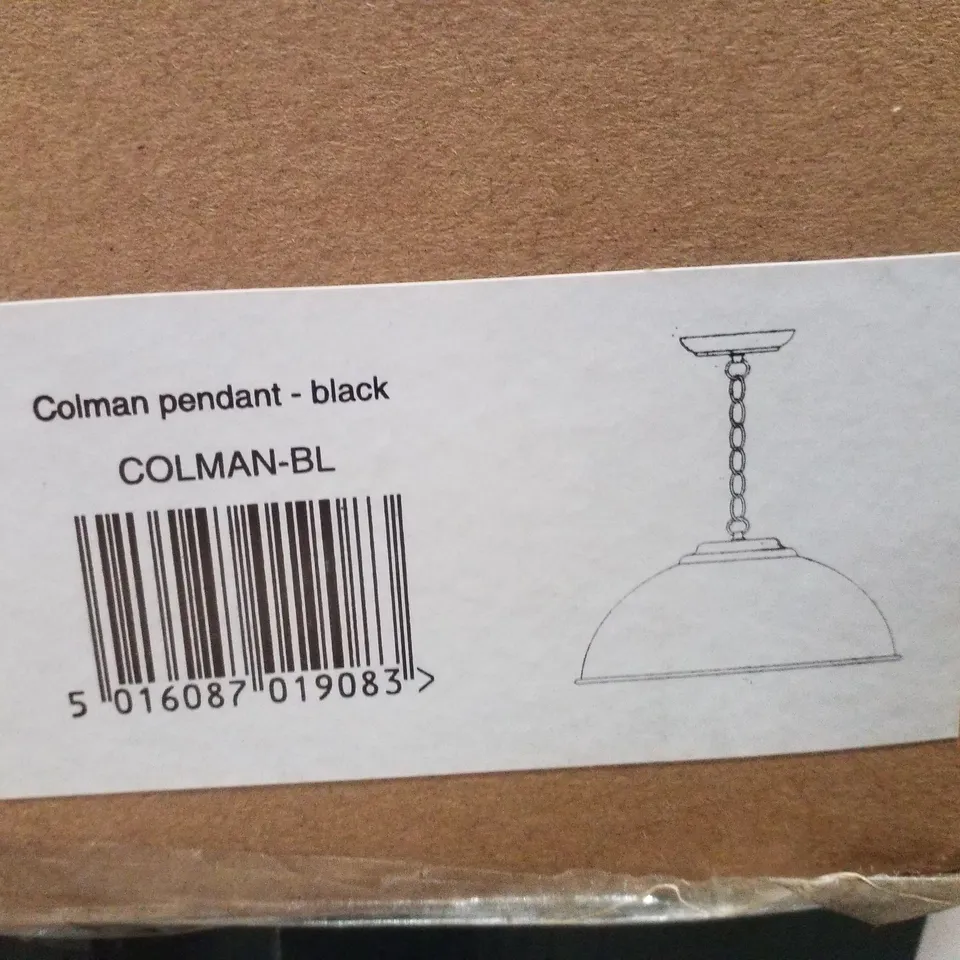 Colman pendant - black
COLMAN-BL
5 016087 019083 >